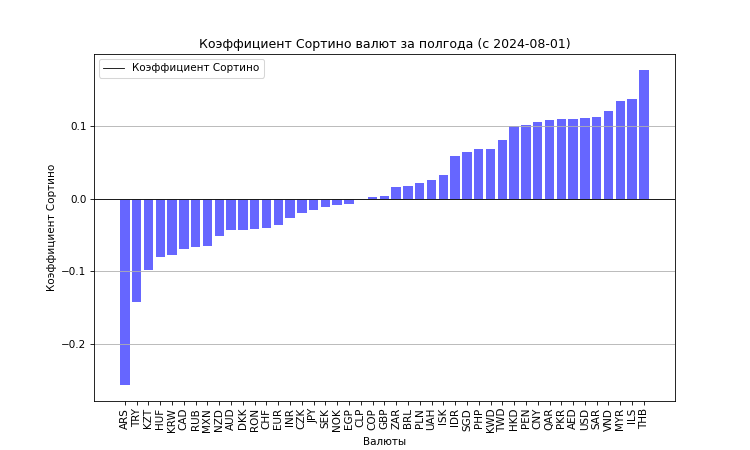 Коэффициент Сортино валют за полгода (с 2024-08-01)
Коэффициент Сортино
Коэффициент Сортино
0.1
0.0
−0.1
−0.2
ARS TRY KZT HUF KRW CAD RUB MXN NZD AUD DKK RON CHF EUR INR CZK JPY SEK NOK EGP CLP COP GBP ZAR BRL PLN UAH ISK IDR SGD PHP KWD TWD HKD PEN CNY QAR PKR AED USD SAR VND MYR ILS THB
Валюты